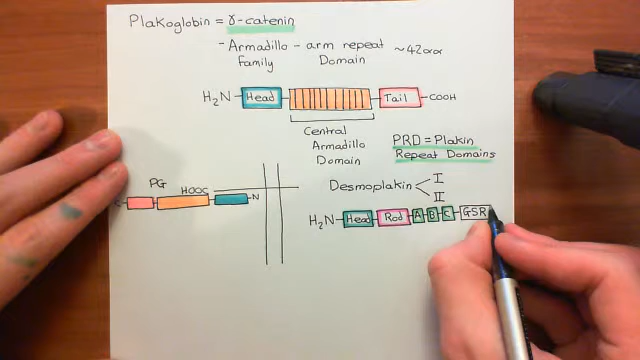 Plakoglobin = γ-catenin
- Armadillo - arm repeat ~42αα
Family Domain
H₂N Head Tail COOH
Central
Armadillo
Domain
PRD = Plakin
Repeat Domains
PG
HOOC
N
Desmoplakin
I
II
H₂N Head Rod A B C GSR